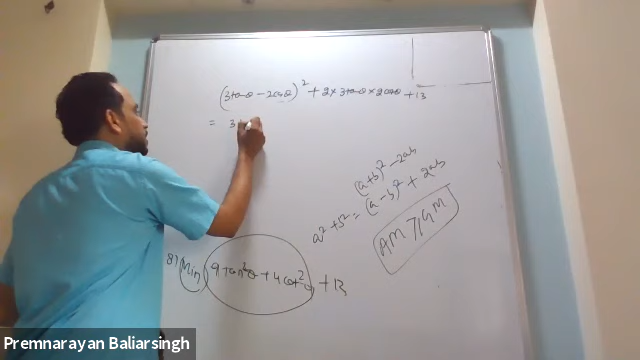 (3tanθ - 2cotθ)² + 2 × 3tanθ × 2cotθ + 13
= 3
(a+b)² - 2ab
a² + b² = (a-b)² + 2ab
AM ⩾ GM
8) Min 9tan²θ + 4cot²θ + 13
Premnarayan Baliarsingh